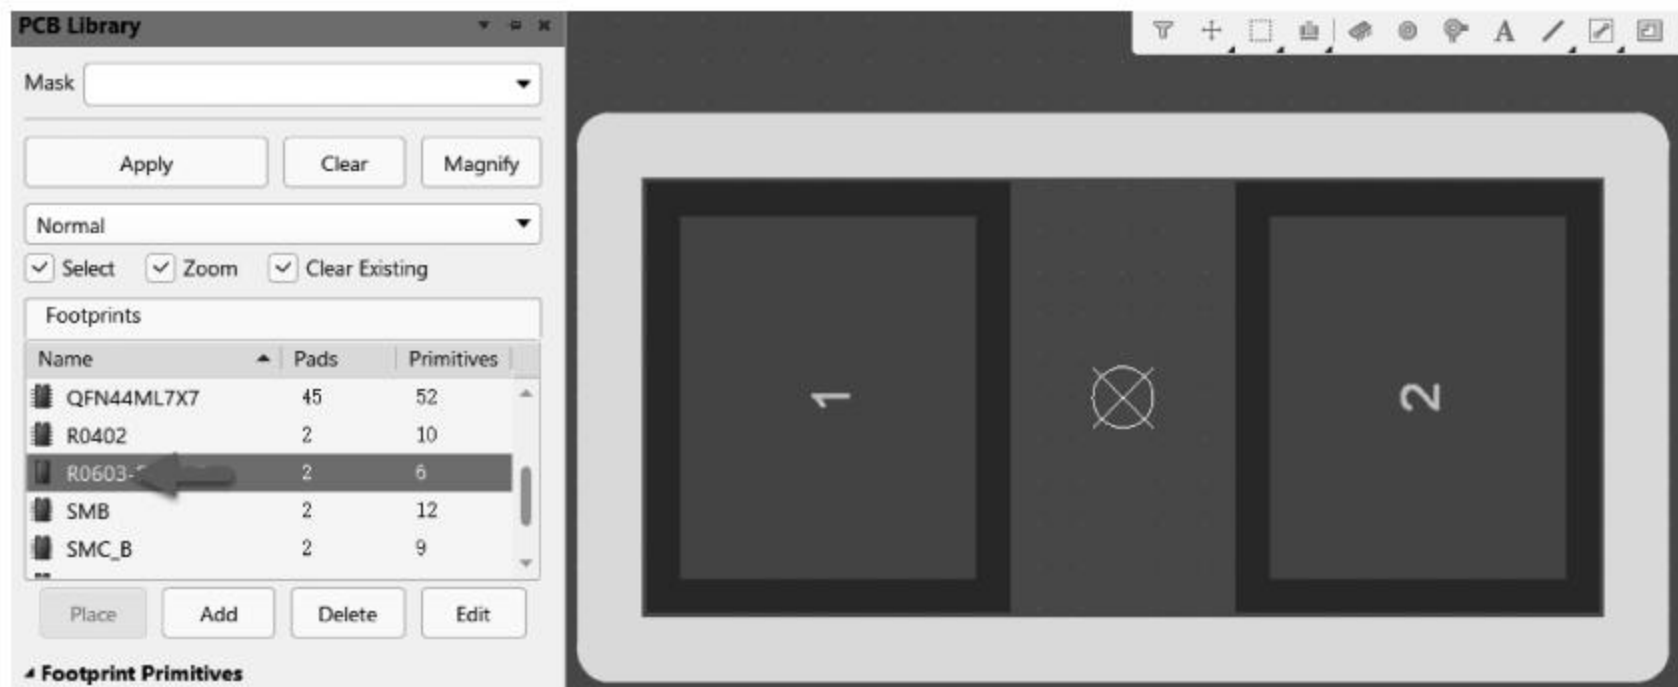 PCB Library
Mask
Apply Clear Magnify
Normal
Select Zoom Clear Existing
Footprints
Name Pads Primitives
QFN44ML7X7 45 52
R0402 2 10
R0603- 2 6
SMB 2 12
SMC_B 2 9
Place Add Delete Edit
Footprint Primitives
A
1
2